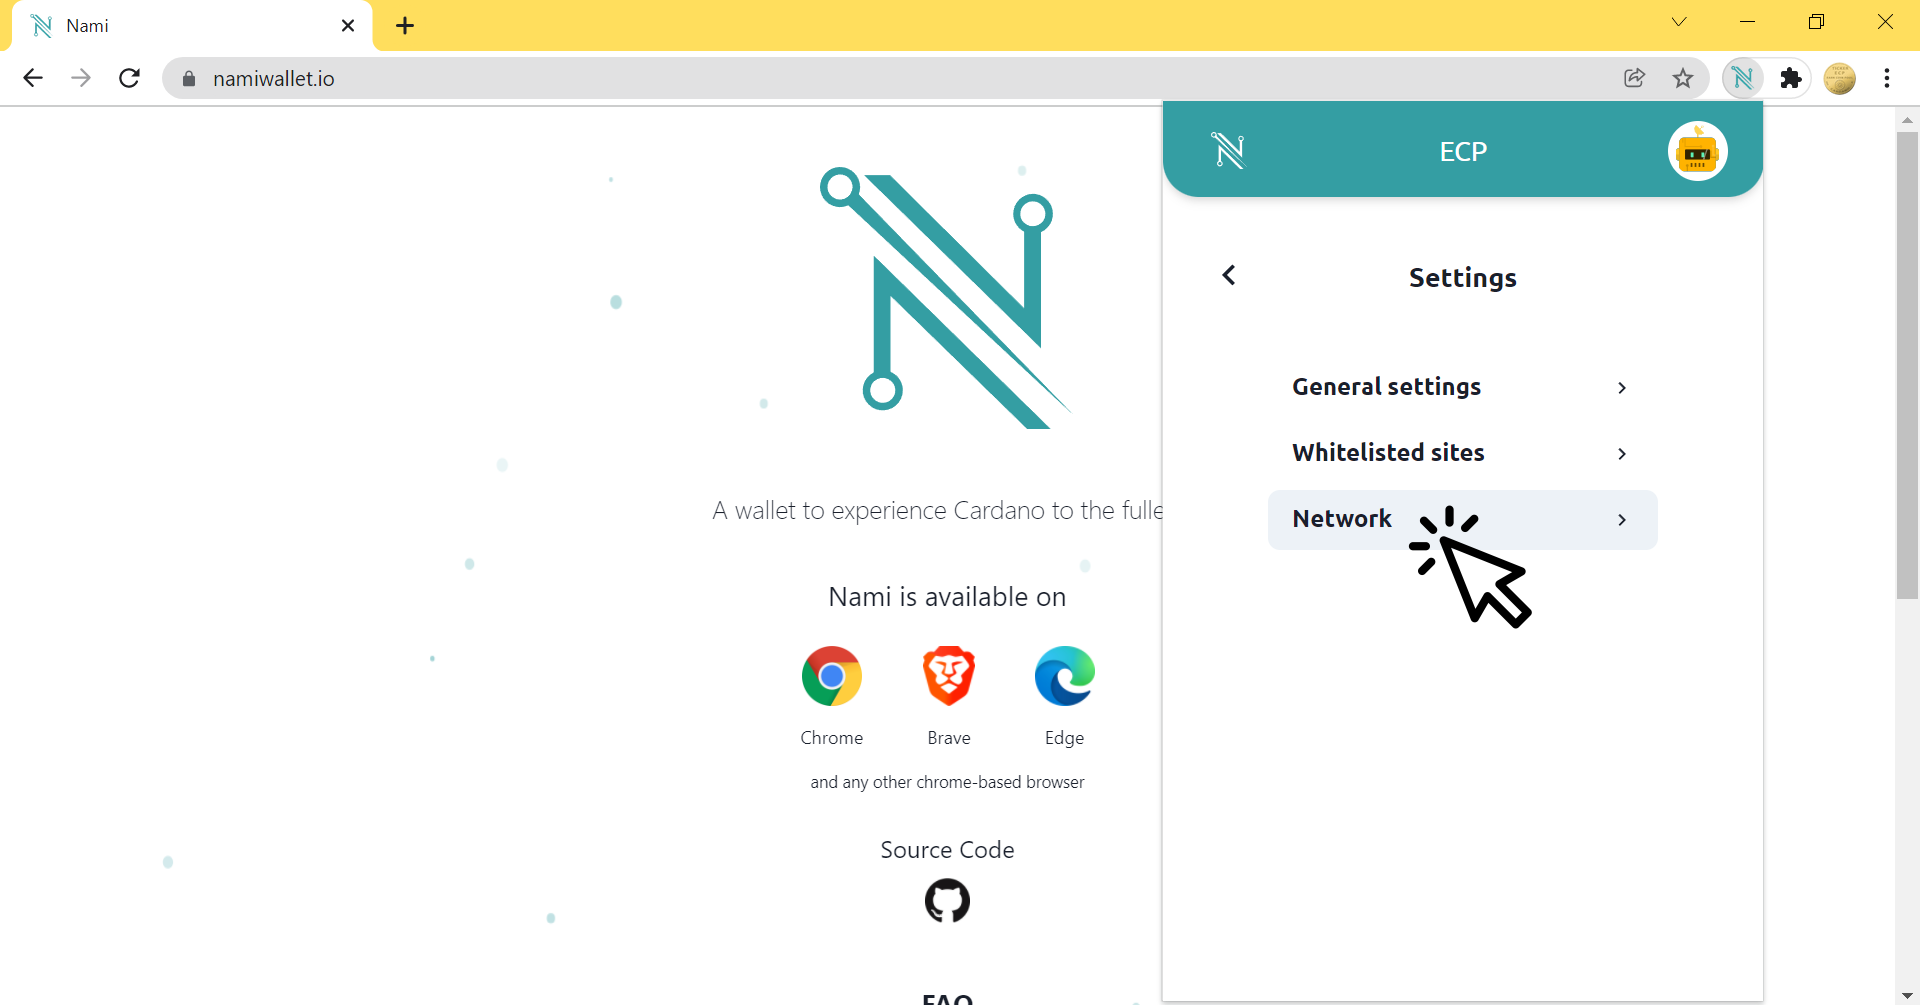 Nami
namiwallet.io
ECP
Settings
General settings
Whitelisted sites
Network
A wallet to experience Cardano to the fulle
Nami is available on
Chrome
Brave
Edge
and any other chrome-based browser
Source Code
FAQ